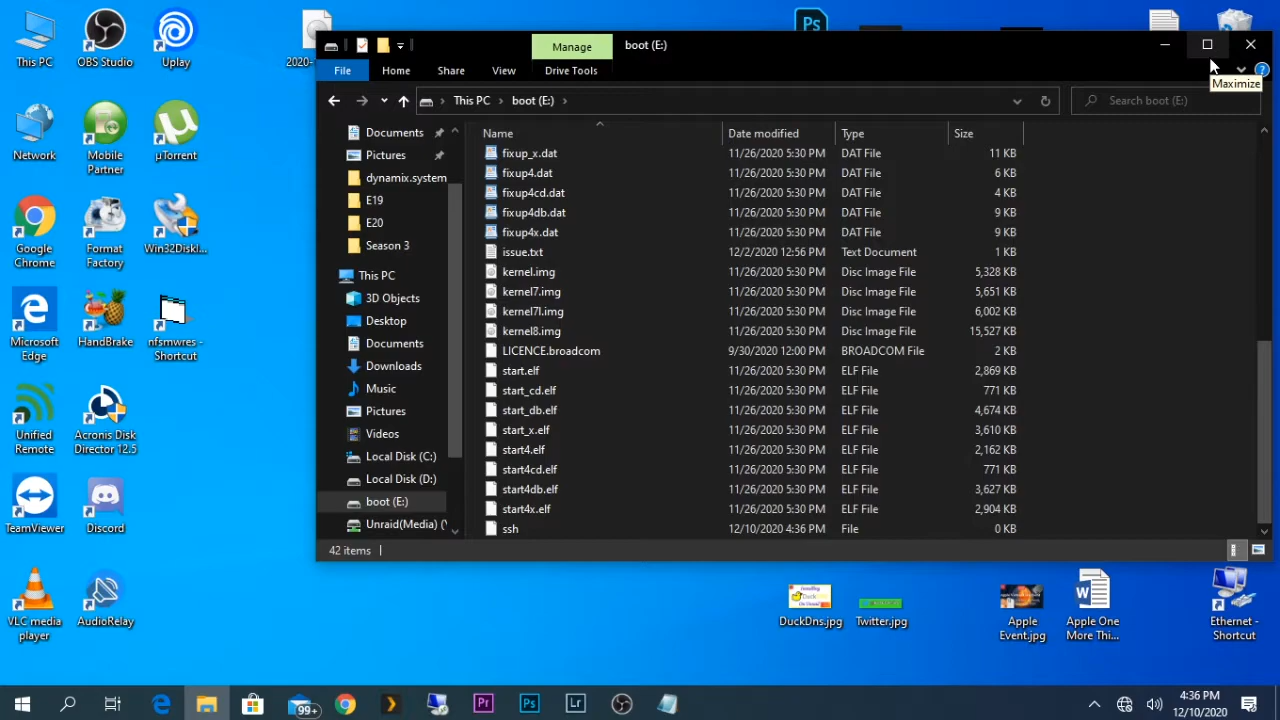 This PC
OBS Studio
Uplay
2020-
Ps
Network
Mobile Partner
µTorrent
Google Chrome
Format Factory
Win32DiskI...
Microsoft Edge
HandBrake
nfsmwres - Shortcut
Unified Remote
Acronis Disk Director 12.5
TeamViewer
Discord
VLC media player
AudioRelay
Manage
boot (E:)
File
Home
Share
View
Drive Tools
Maximize
This PC > boot (E:) >
Search boot (E:)
Documents
Pictures
dynamix.system
E19
E20
Season 3
This PC
3D Objects
Desktop
Documents
Downloads
Music
Pictures
Videos
Local Disk (C:)
Local Disk (D:)
boot (E:)
Unraid(Media) (\
Name Date modified Type Size
fixup_x.dat 11/26/2020 5:30 PM DAT File 11 KB
fixup4.dat 11/26/2020 5:30 PM DAT File 6 KB
fixup4cd.dat 11/26/2020 5:30 PM DAT File 4 KB
fixup4db.dat 11/26/2020 5:30 PM DAT File 9 KB
fixup4x.dat 11/26/2020 5:30 PM DAT File 9 KB
issue.txt 12/2/2020 12:56 PM Text Document 1 KB
kernel.img 11/26/2020 5:30 PM Disc Image File 5,328 KB
kernel7.img 11/26/2020 5:30 PM Disc Image File 5,651 KB
kernel7l.img 11/26/2020 5:30 PM Disc Image File 6,002 KB
kernel8.img 11/26/2020 5:30 PM Disc Image File 15,527 KB
LICENCE.broadcom 9/30/2020 12:00 PM BROADCOM File 2 KB
start.elf 11/26/2020 5:30 PM ELF File 2,869 KB
start_cd.elf 11/26/2020 5:30 PM ELF File 771 KB
start_db.elf 11/26/2020 5:30 PM ELF File 4,674 KB
start_x.elf 11/26/2020 5:30 PM ELF File 3,610 KB
start4.elf 11/26/2020 5:30 PM ELF File 2,162 KB
start4cd.elf 11/26/2020 5:30 PM ELF File 771 KB
start4db.elf 11/26/2020 5:30 PM ELF File 3,627 KB
start4x.elf 11/26/2020 5:30 PM ELF File 2,904 KB
ssh 12/10/2020 4:36 PM File 0 KB
42 items
DuckDns.jpg
Twitter.jpg
Apple Event.jpg
Apple One More Thi...
Ethernet - Shortcut
99+
Pr
Ps
Lr
4:36 PM
12/10/2020